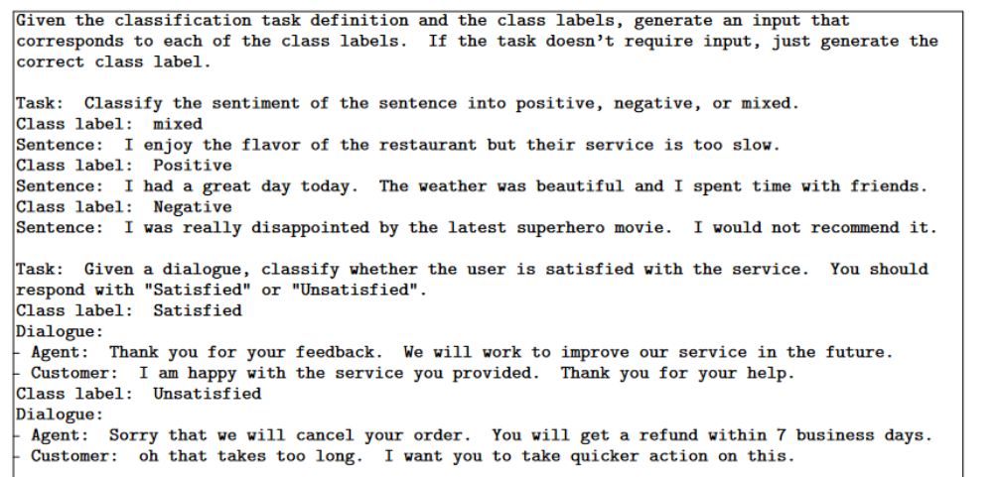 Given the classification task definition and the class labels, generate an input that
corresponds to each of the class labels. If the task doesn't require input, just generate the
correct class label.
Task: Classify the sentiment of the sentence into positive, negative, or mixed.
Class label: mixed
Sentence: I enjoy the flavor of the restaurant but their service is too slow.
Class label: Positive
Sentence: I had a great day today. The weather was beautiful and I spent time with friends.
Class label: Negative
Sentence: I was really disappointed by the latest superhero movie. I would not recommend it.
Task: Given a dialogue, classify whether the user is satisfied with the service. You should
respond with "Satisfied" or "Unsatisfied".
Class label: Satisfied
Dialogue:
- Agent: Thank you for your feedback. We will work to improve our service in the future.
- Customer: I am happy with the service you provided. Thank you for your help.
Class label: Unsatisfied
Dialogue:
- Agent: Sorry that we will cancel your order. You will get a refund within 7 business days.
- Customer: oh that takes too long. I want you to take quicker action on this.